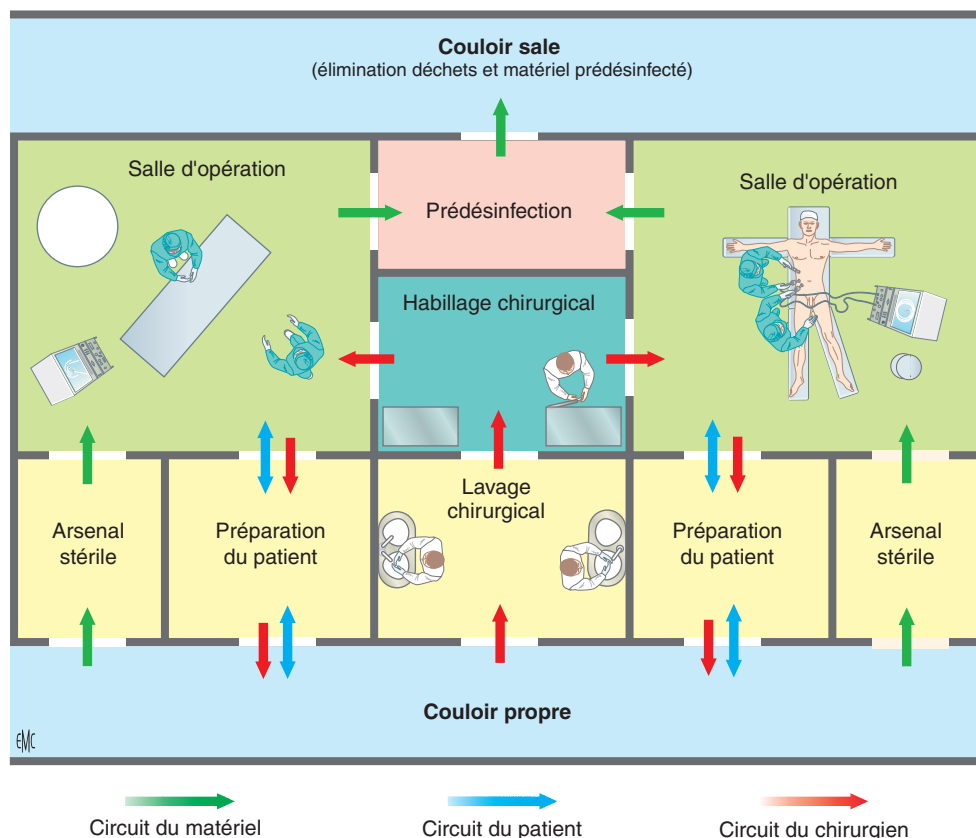 Couloir sale
(élimination déchets et matériel prédésinfecté)
Salle d'opération
Prédésinfection
Salle d'opération
Habillage chirurgical
Arsenal
stérile
Préparation
du patient
Lavage
chirurgical
Préparation
du patient
Arsenal
stérile
Couloir propre
EMC
Circuit du matériel
Circuit du patient
Circuit du chirurgien